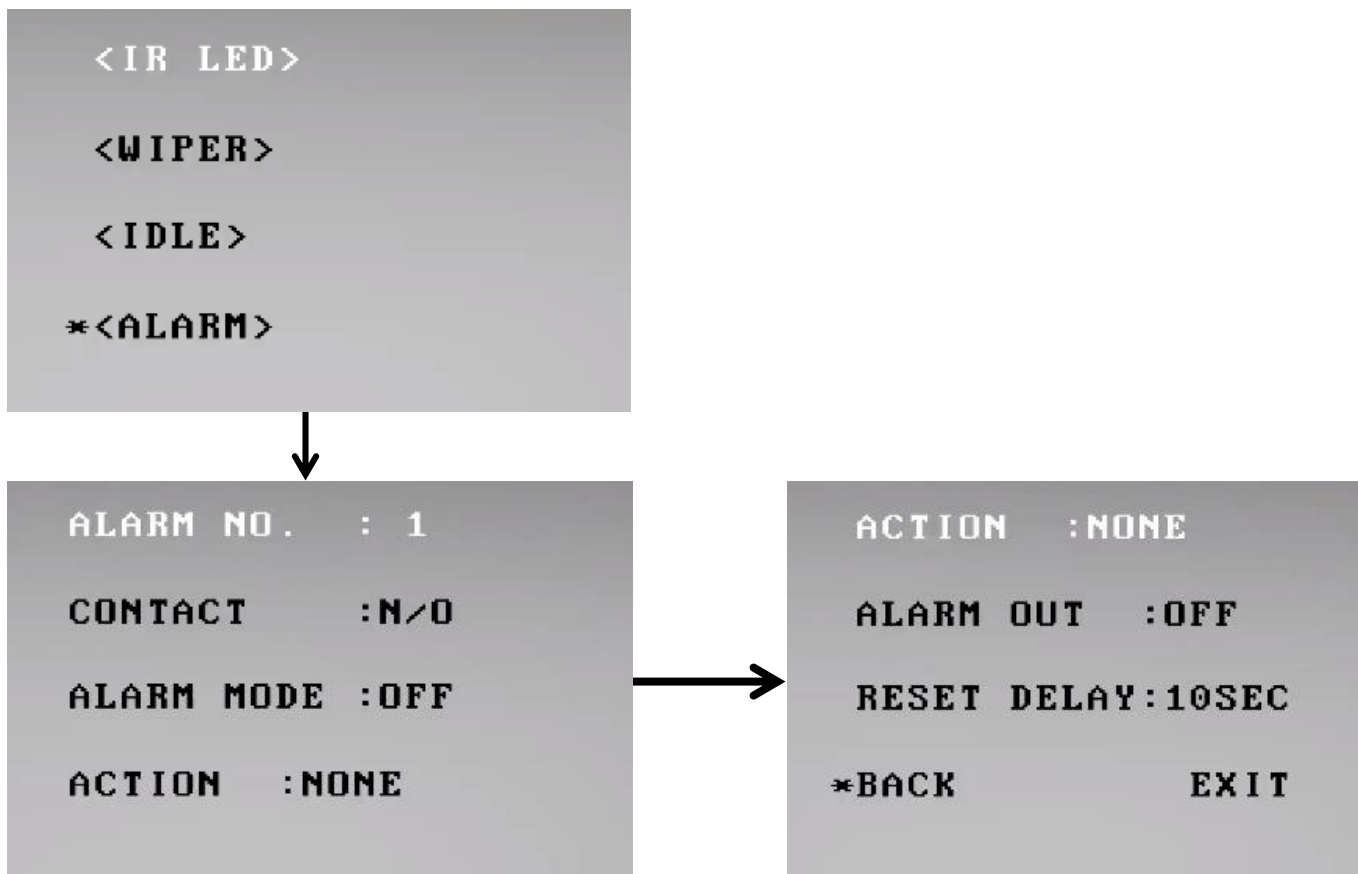 <IR LED>
<WIPER>
<IDLE>
*<ALARM>
ALARM NO. : 1
CONTACT :N/O
ALARM MODE :OFF
ACTION :NONE
ACTION :NONE
ALARM OUT :OFF
RESET DELAY:10SEC
*BACK EXIT